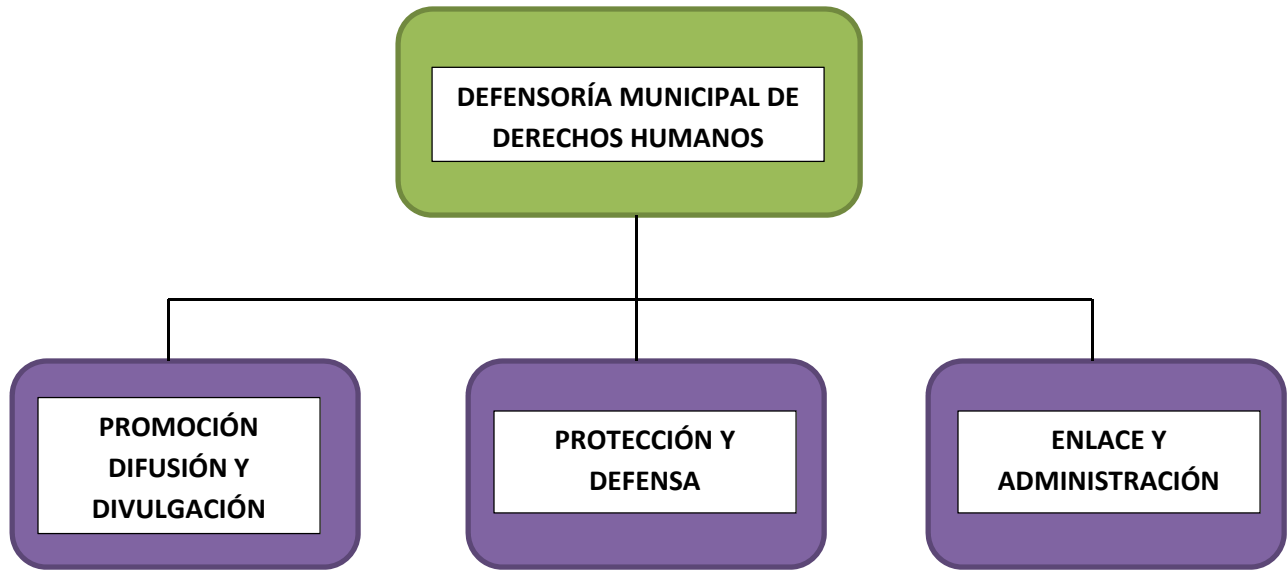 DEFENSORÍA MUNICIPAL DE
DERECHOS HUMANOS
PROMOCIÓN
DIFUSIÓN Y
DIVULGACIÓN
PROTECCIÓN Y
DEFENSA
ENLACE Y
ADMINISTRACIÓN